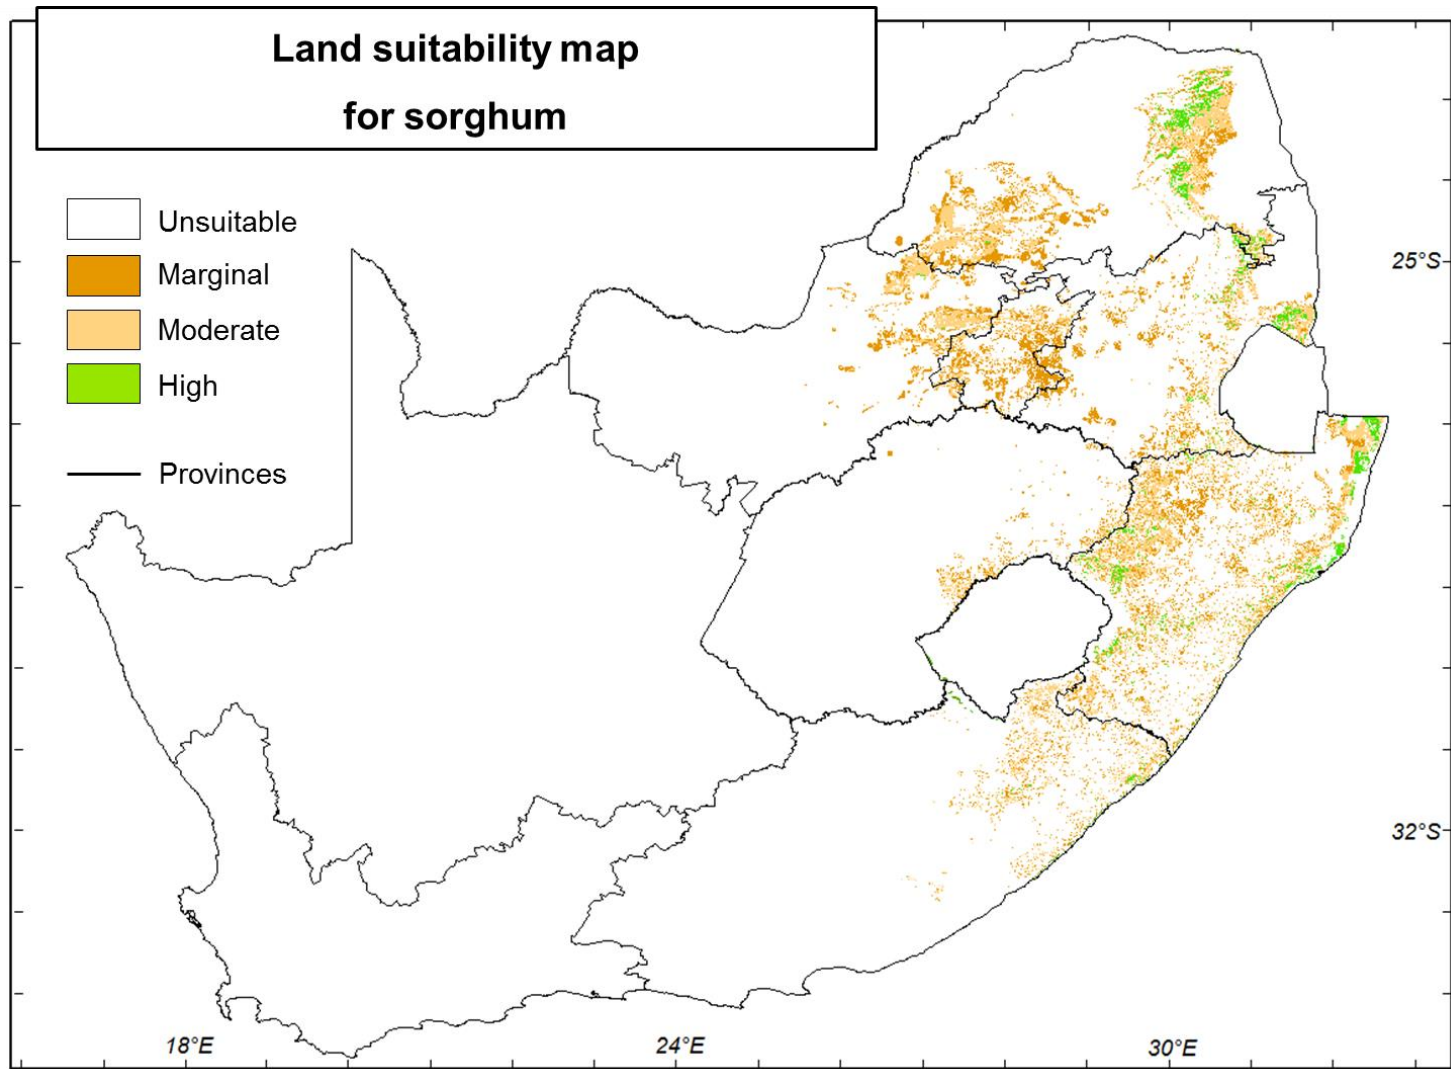 Land suitability map
for sorghum
Unsuitable
Marginal
Moderate
High
Provinces
25°S
32°S
18°E
24°E
30°E